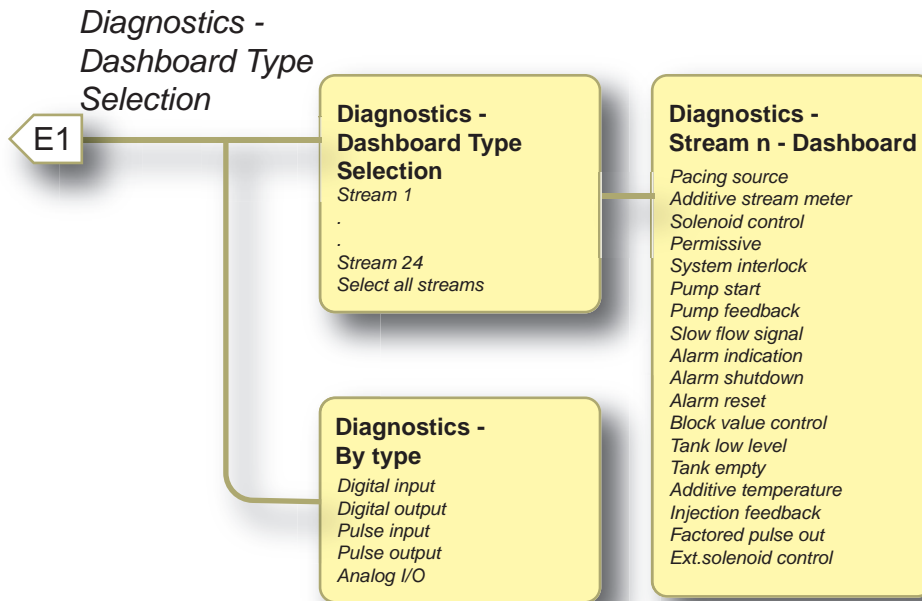 Diagnostics -
Dashboard Type
Selection
E1
Diagnostics -
Dashboard Type
Selection
Stream 1
.
.
Stream 24
Select all streams
Diagnostics -
By type
Digital input
Digital output
Pulse input
Pulse output
Analog I/O
Diagnostics -
Stream n - Dashboard
Pacing source
Additive stream meter
Solenoid control
Permissive
System interlock
Pump start
Pump feedback
Slow flow signal
Alarm indication
Alarm shutdown
Alarm reset
Block value control
Tank low level
Tank empty
Additive temperature
Injection feedback
Factored pulse out
Ext.solenoid control